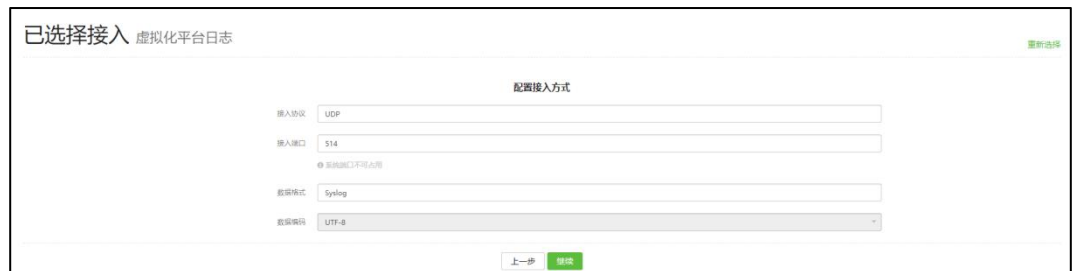 已选择接入 虚拟化平台日志
重新选择
配置接入方式
接入协议 UDP
接入端口 514
系统端口不可占用
数据格式 Syslog
数据编码 UTF-8
上一步 继续